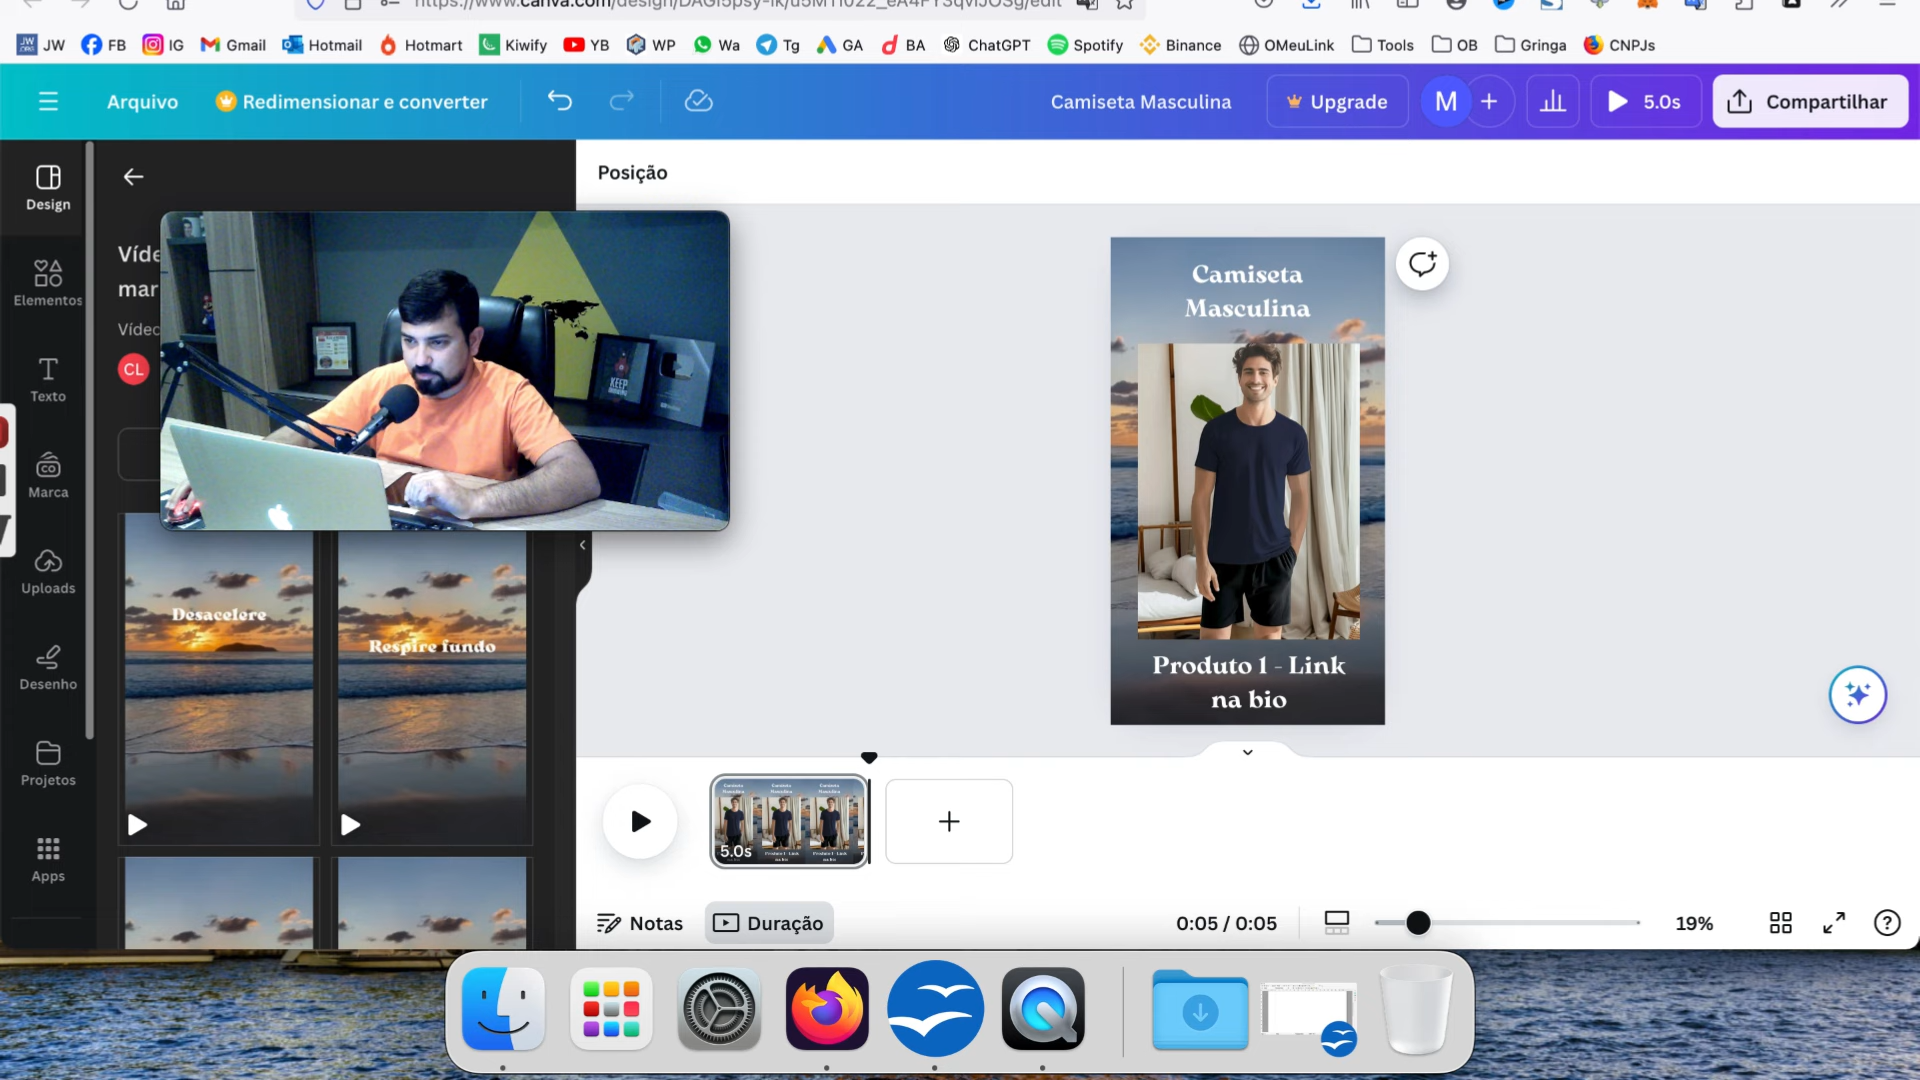 JW
FB
IG
Gmail
Hotmail
Hotmart
Kiwify
YB
WP
Wa
Tg
GA
BA
ChatGPT
Spotify
Binance
OMeuLink
Tools
OB
Gringa
CNPJs
Arquivo
Redimensionar e converter
Camiseta Masculina
Upgrade
M
5.0s
Compartilhar
Design
Elementos
Texto
Marca
Uploads
Desenho
Projetos
Apps
CL
KEEP
Desacelere
Respire fundo
Posição
Camiseta
Masculina
Produto 1 - Link
na bio
5.0s
Notas
Duração
0:05 / 0:05
19%